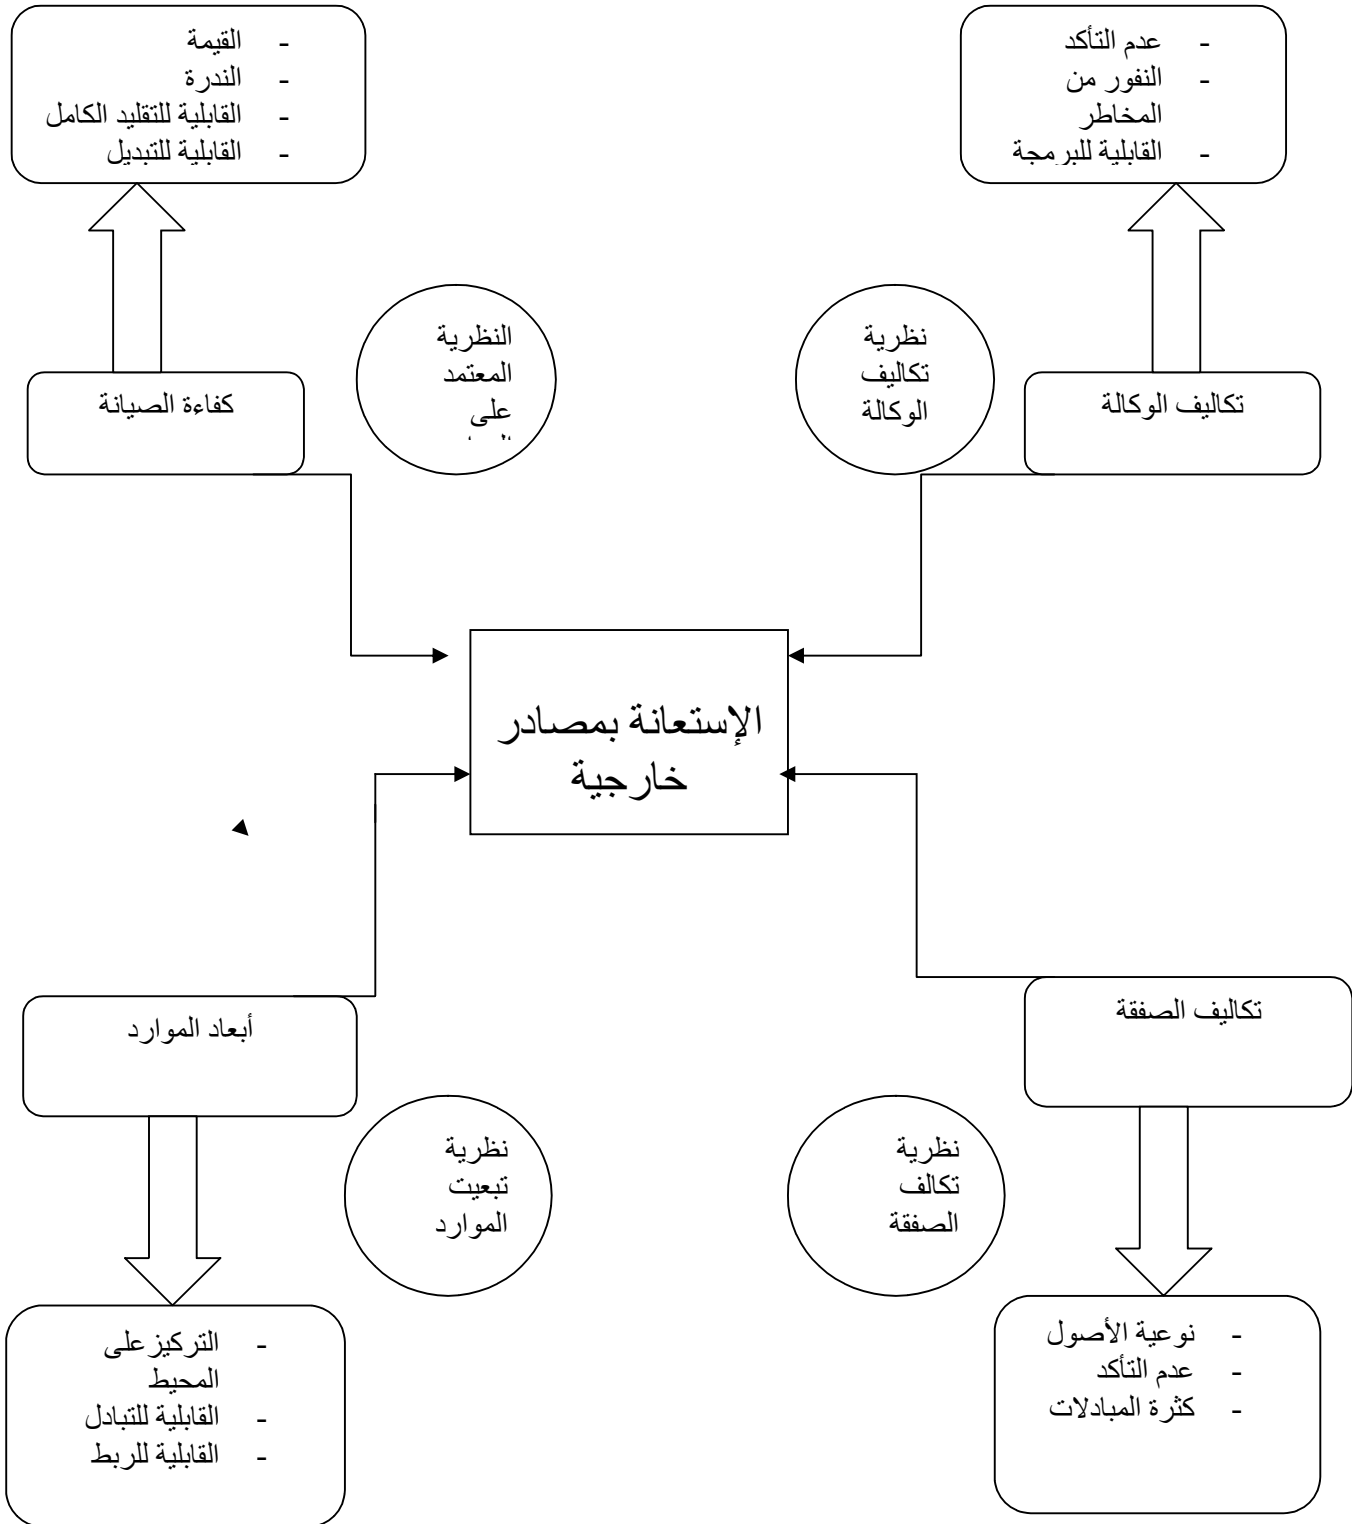 - عدم التأكد
- النفور من
المخاطر
- القابلية للبرمجة
- القيمة
- الندرة
- القابلية للتقليد الكامل
- القابلية للتبديل
نظرية
تكاليف
الوكالة
النظرية
المعتمد
على
تكاليف الوكالة
كفاءة الصيانة
الإستعانة بمصادر
خارجية
تكاليف الصفقة
أبعاد الموارد
نظرية
تكالف
الصفقة
نظرية
تبعيت
الموارد
- نوعية الأصول
- عدم التأكد
- كثرة المبادلات
- التركيز على
المحيط
- القابلية للتبادل
- القابلية للربط